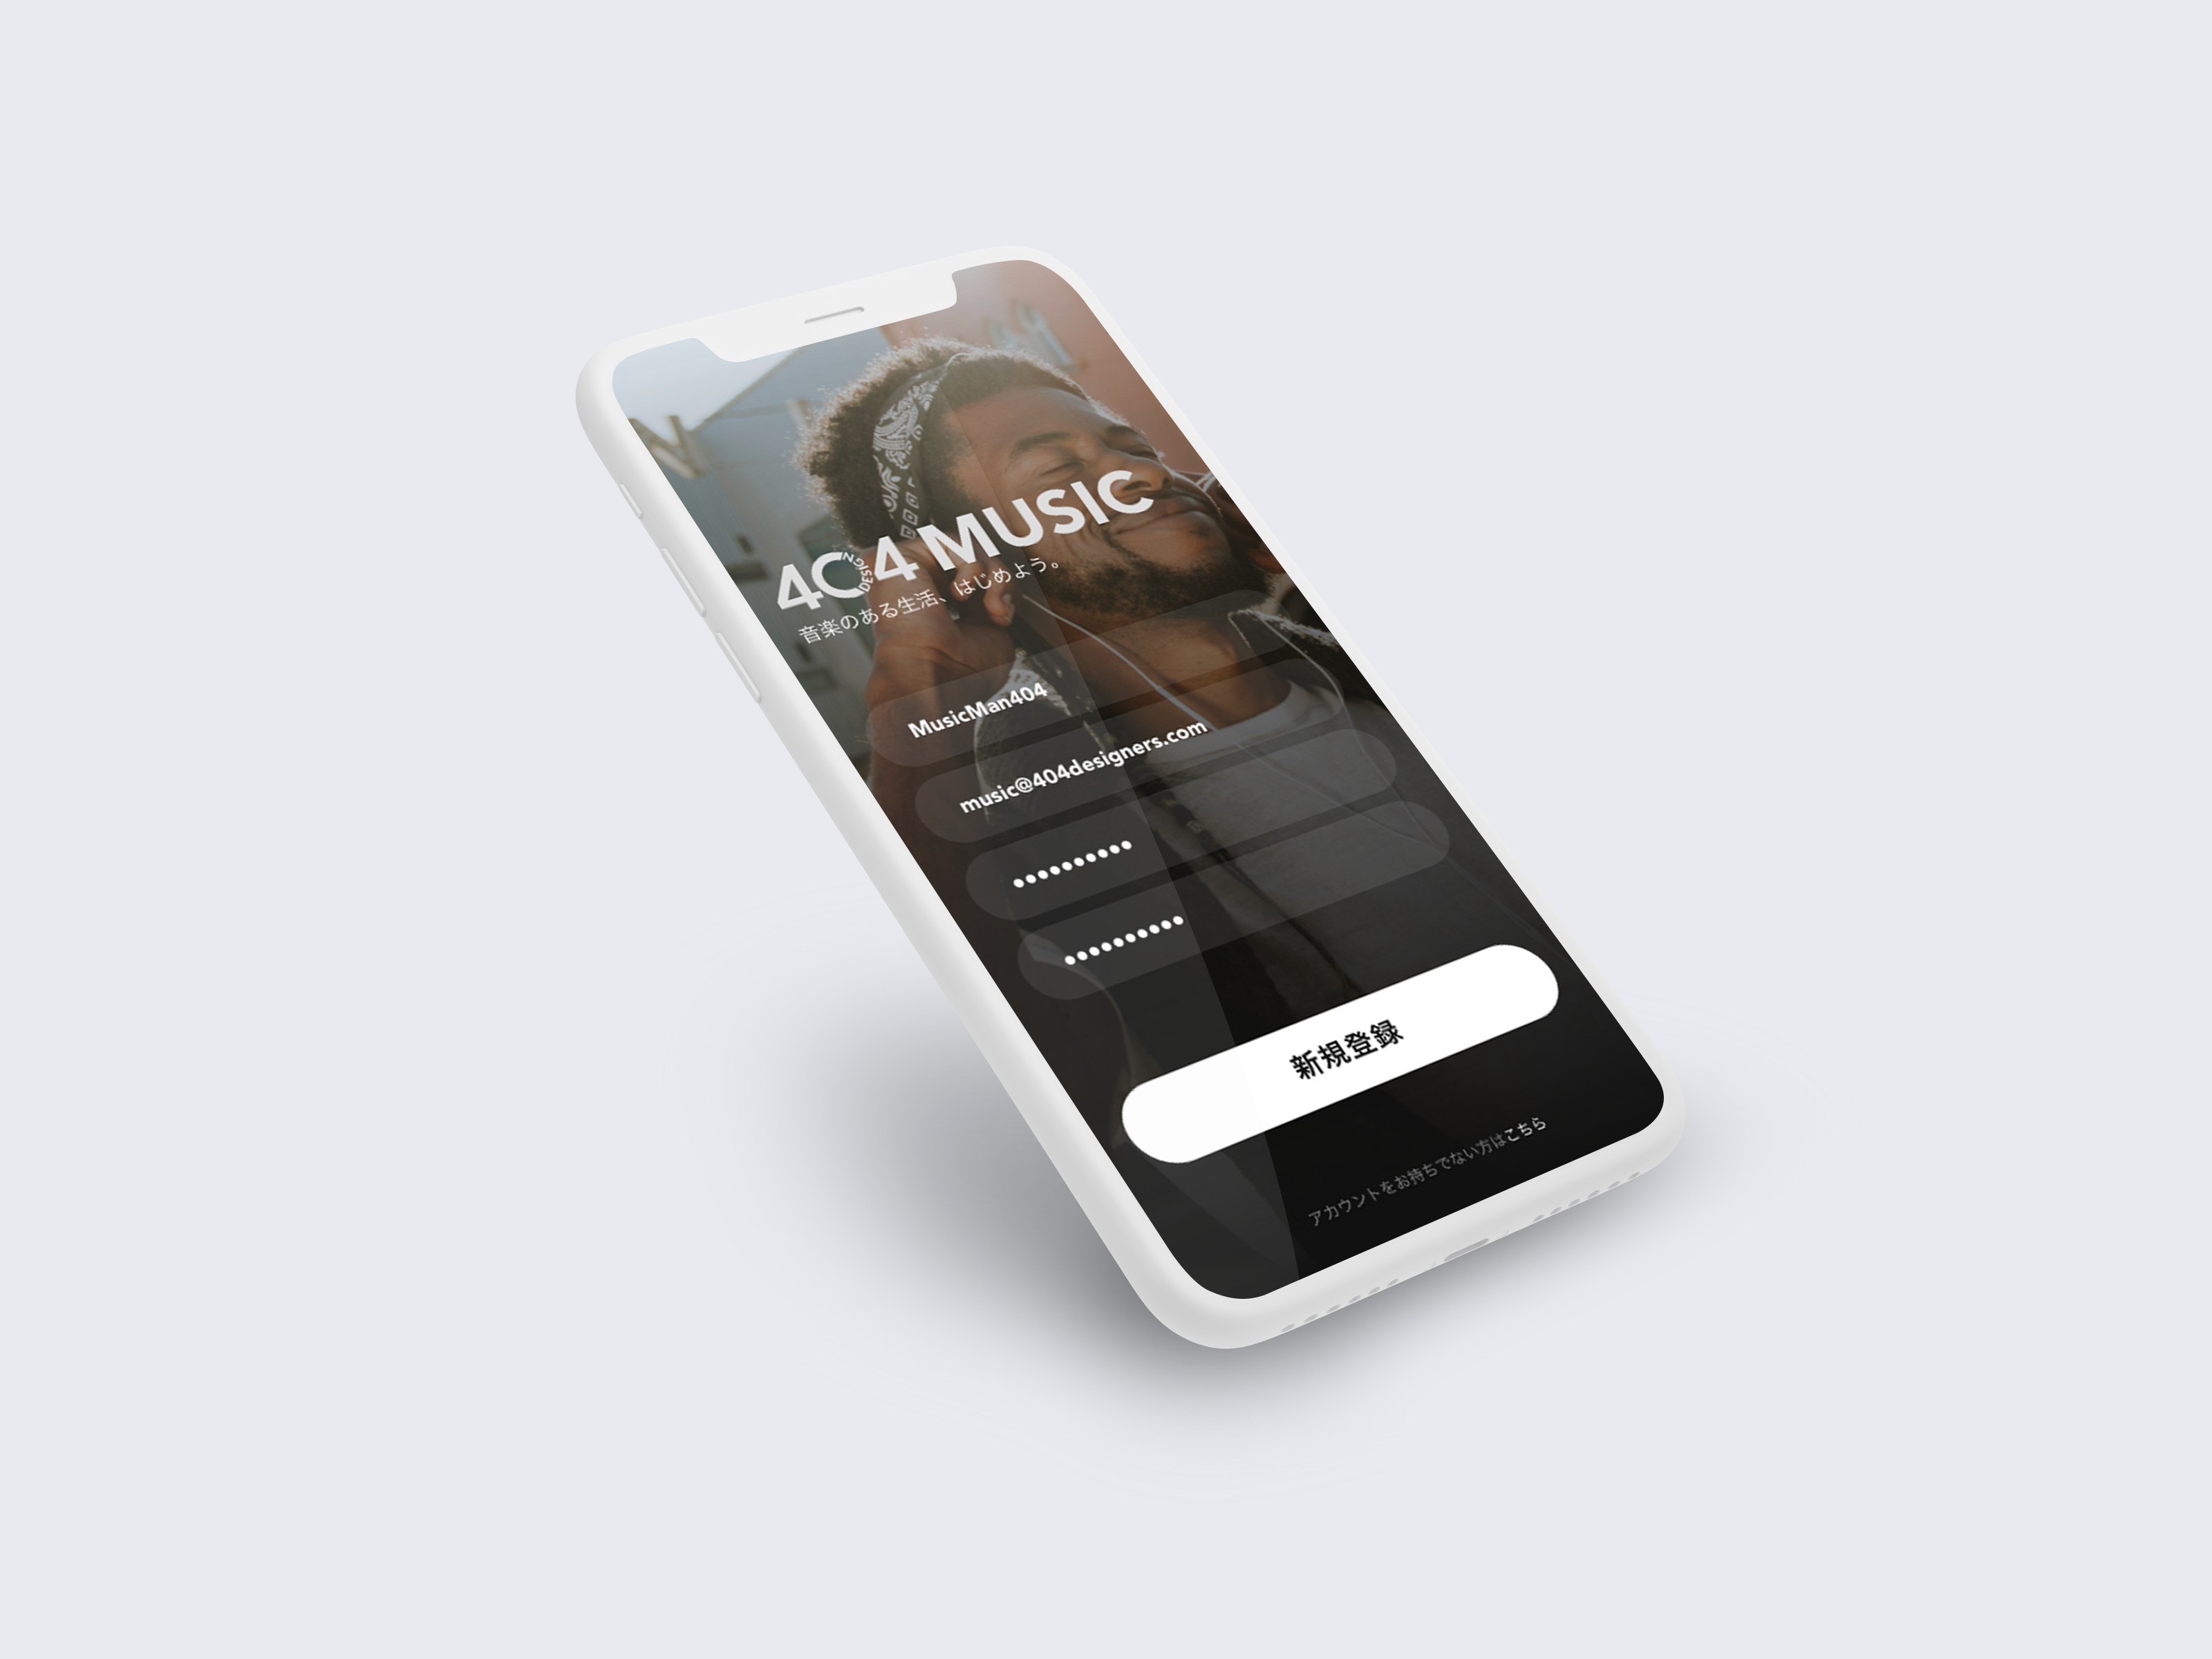 404 MUSIC
DESIGN
音楽のある生活、はじめよう。
MusicMan404
music@404designers.com
••••••••••
••••••••••
新規登録
アカウントをお持ちでない方はこちら